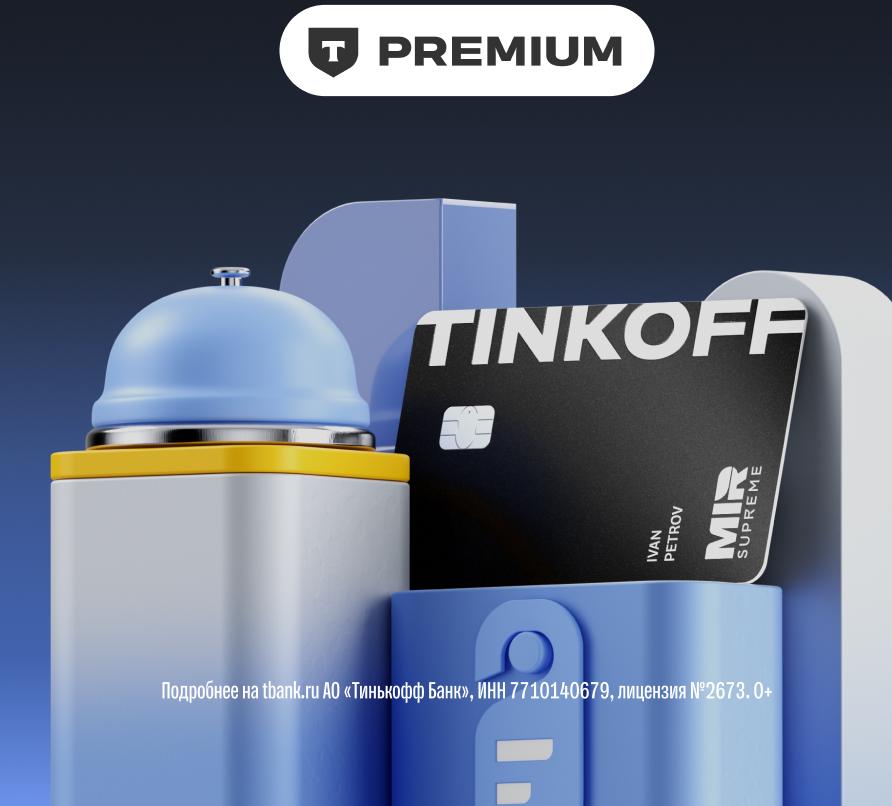 T PREMIUM
TINKOFF
IVAN
PETROV
MIR
SUPREME
Подробнее на tbank.ru АО «Тинькофф Банк», ИНН 7710140679, лицензия №2673. 0+